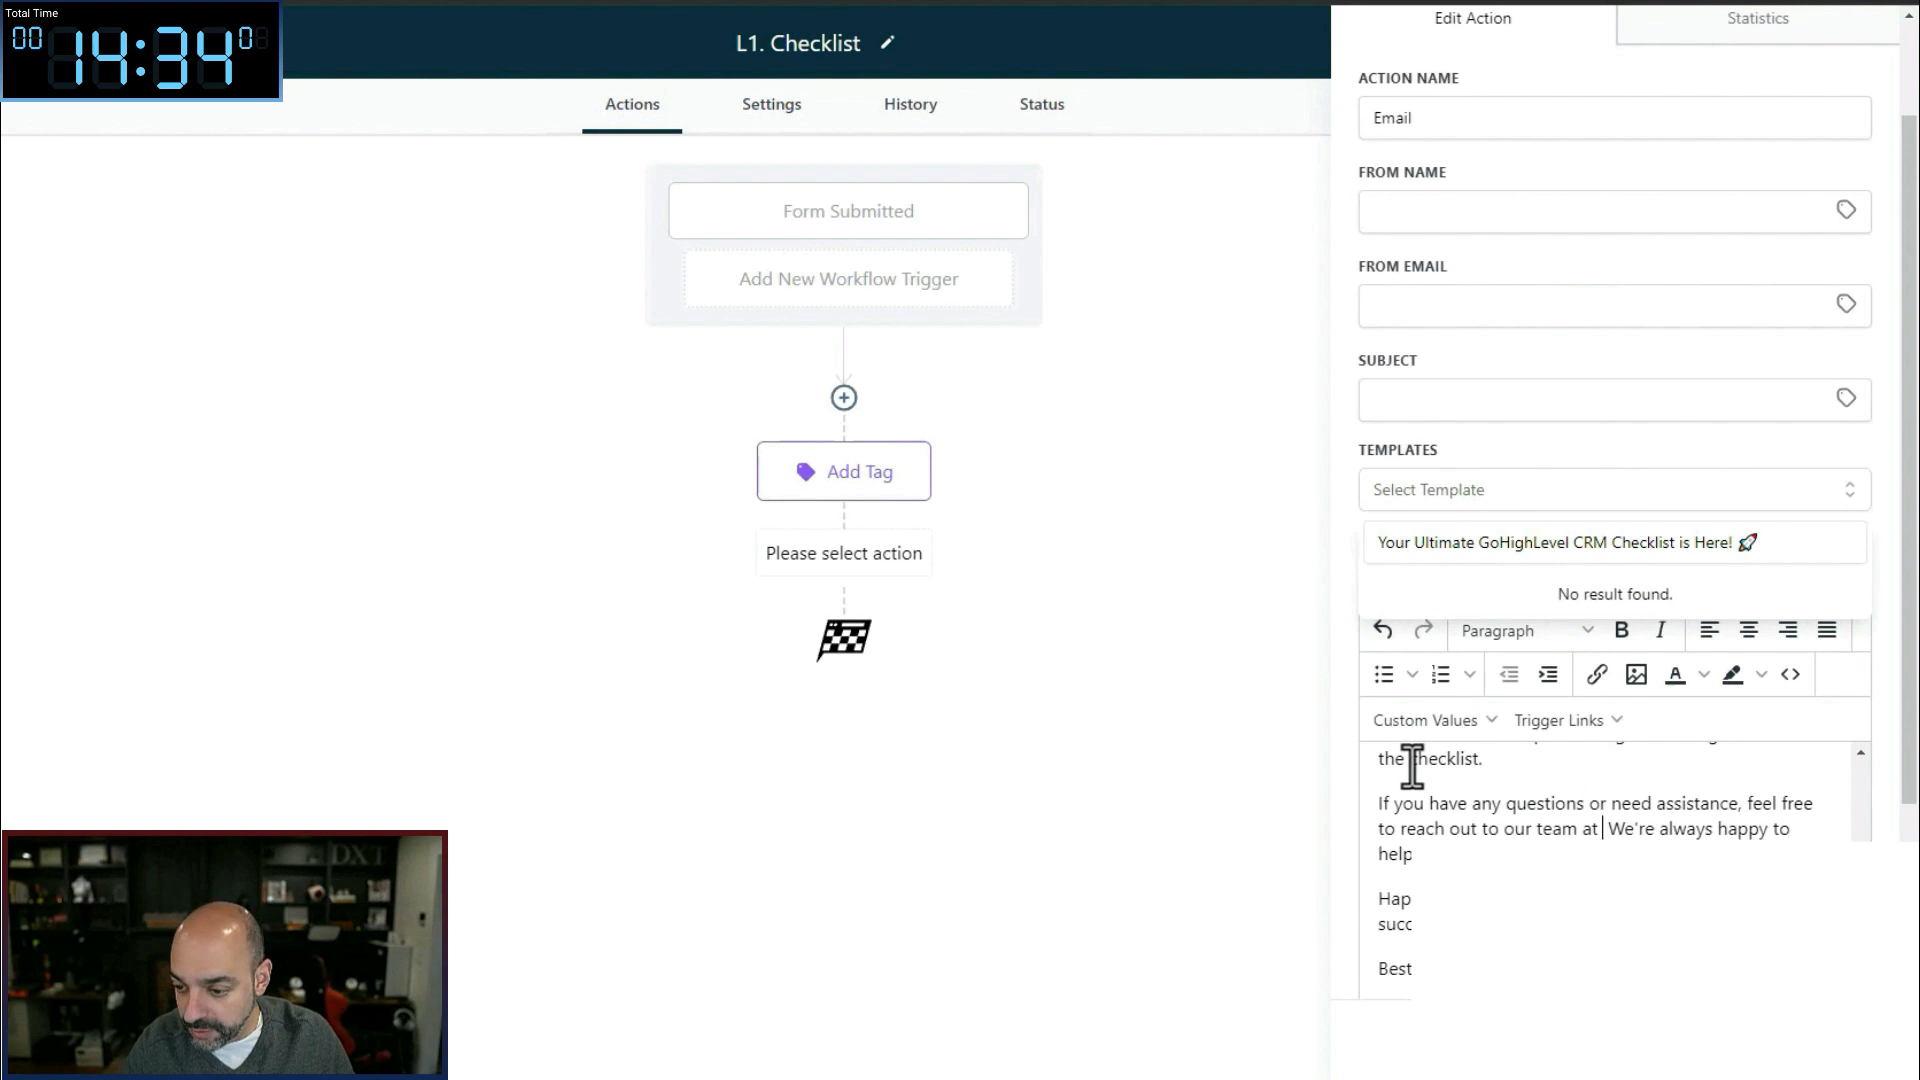 Total Time
00
14:34
0
L1. Checklist
Actions
Settings
History
Status
Form Submitted
Add New Workflow Trigger
Add Tag
Please select action
DXT
Edit Action
Statistics
ACTION NAME
Email
FROM NAME
FROM EMAIL
SUBJECT
TEMPLATES
Select Template
Your Ultimate GoHighLevel CRM Checklist is Here! 🚀
No result found.
Paragraph
B I
A
Custom Values
Trigger Links
the checklist.
If you have any questions or need assistance, feel free
to reach out to our team at We're always happy to
help
Hap
succ
Best